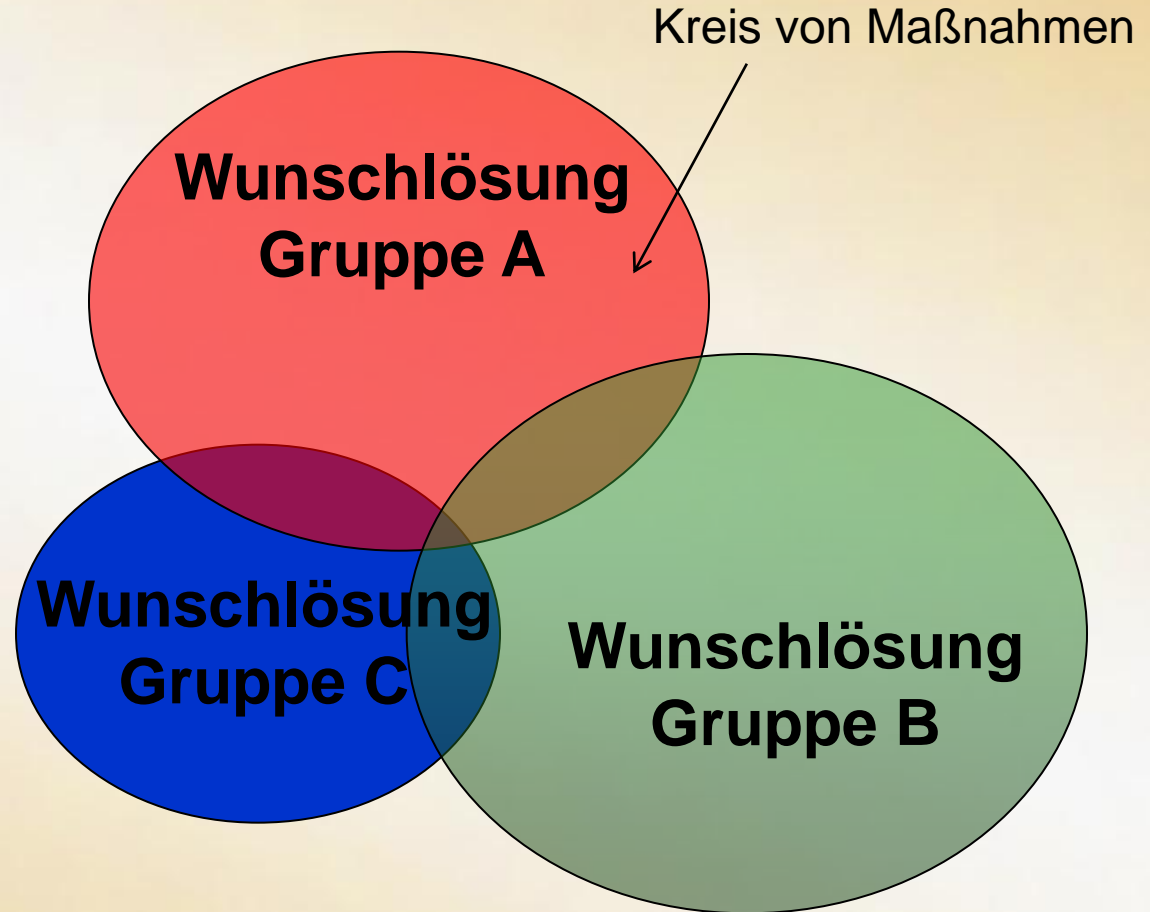 Kreis von Maßnahmen
Wunschlösung
Gruppe A
Wunschlösung
Gruppe C
Wunschlösung
Gruppe B